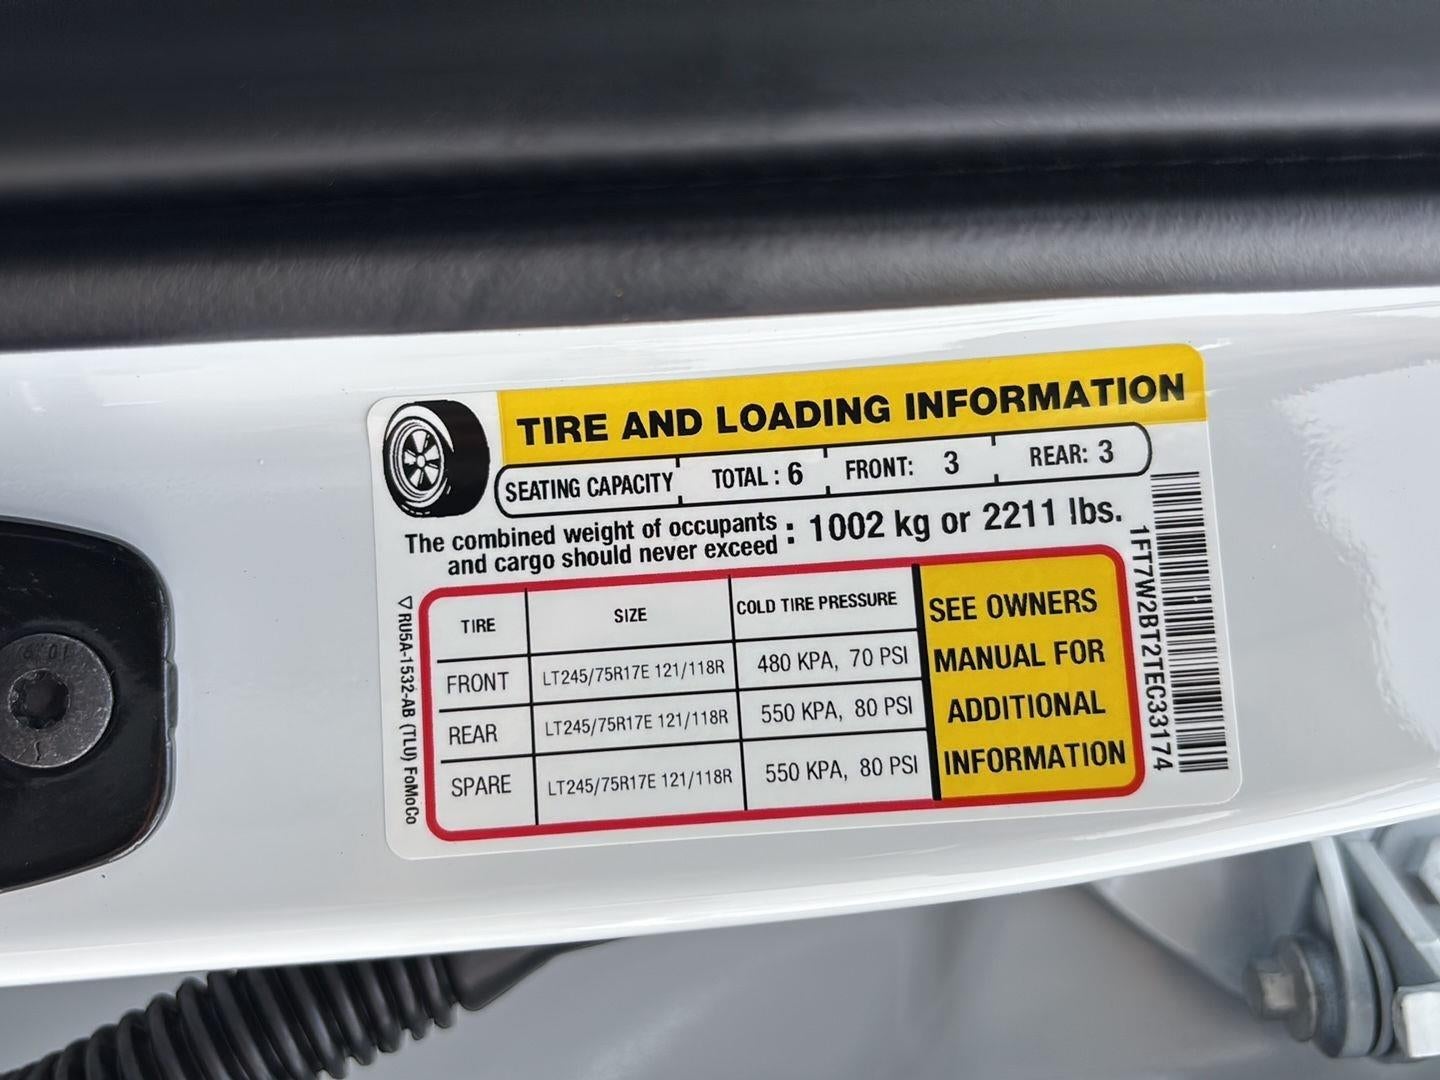 TIRE AND LOADING INFORMATION
SEATING CAPACITY TOTAL : 6 FRONT: 3 REAR: 3
The combined weight of occupants
and cargo should never exceed : 1002 kg or 2211 lbs.
TIRE SIZE COLD TIRE PRESSURE
FRONT LT245/75R17E 121/118R 480 KPA, 70 PSI
REAR LT245/75R17E 121/118R 550 KPA, 80 PSI
SPARE LT245/75R17E 121/118R 550 KPA, 80 PSI
SEE OWNERS
MANUAL FOR
ADDITIONAL
INFORMATION
1FT7W2BT2TEC33174
RU5A-1532-AB (TLU) FoMoCo